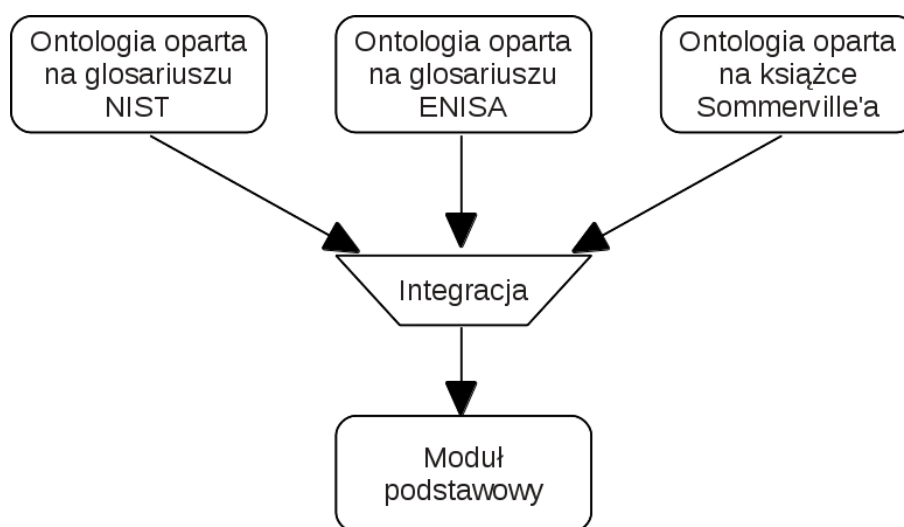 Ontologia oparta
na glosariuszu
NIST
Ontologia oparta
na glosariuszu
ENISA
Ontologia oparta
na książce
Sommerville'a
Integracja
Moduł
podstawowy